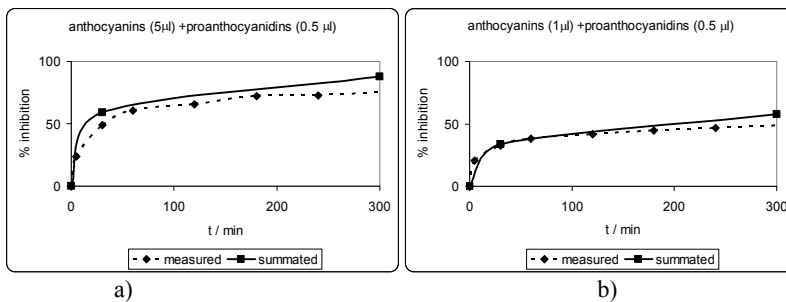 anthocyanins (5µl) +proanthocyanidins (0.5 µl)
100
50
0
% inhibition
0
100
200
300
t / min
measured
summated
a)
anthocyanins (1µl) +proanthocyanidins (0.5 µl)
100
50
0
% inhibition
0
100
200
300
t / min
measured
summated
b)